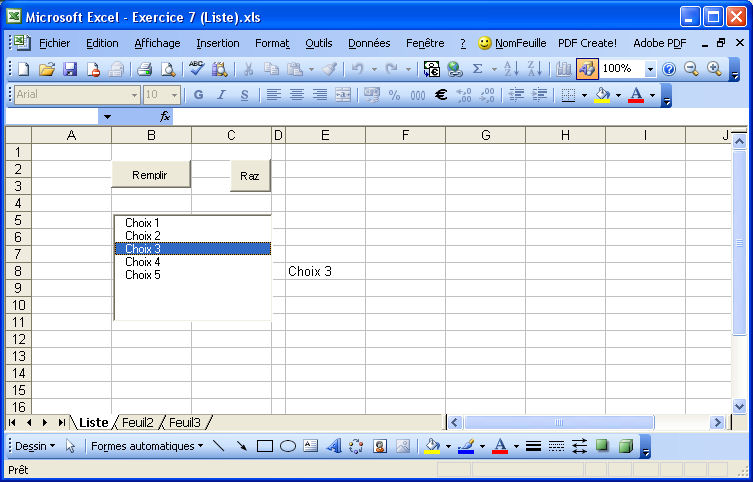 Microsoft Excel - Exercice 7 (Liste).xls
Fichier Edition Affichage Insertion Format Outils Données Fenêtre ? NomFeuille PDF Create! Adobe PDF
100%
Arial 10 G I S % 000 €
fx
A B C D E F G H I J
1
2 Remplir Raz
3
4
5 Choix 1
6 Choix 2
7 Choix 3
8 Choix 4 Choix 3
9 Choix 5
10
11
12
13
14
15
16
Liste Feuil2 Feuil3
Dessin Formes automatiques
Prêt